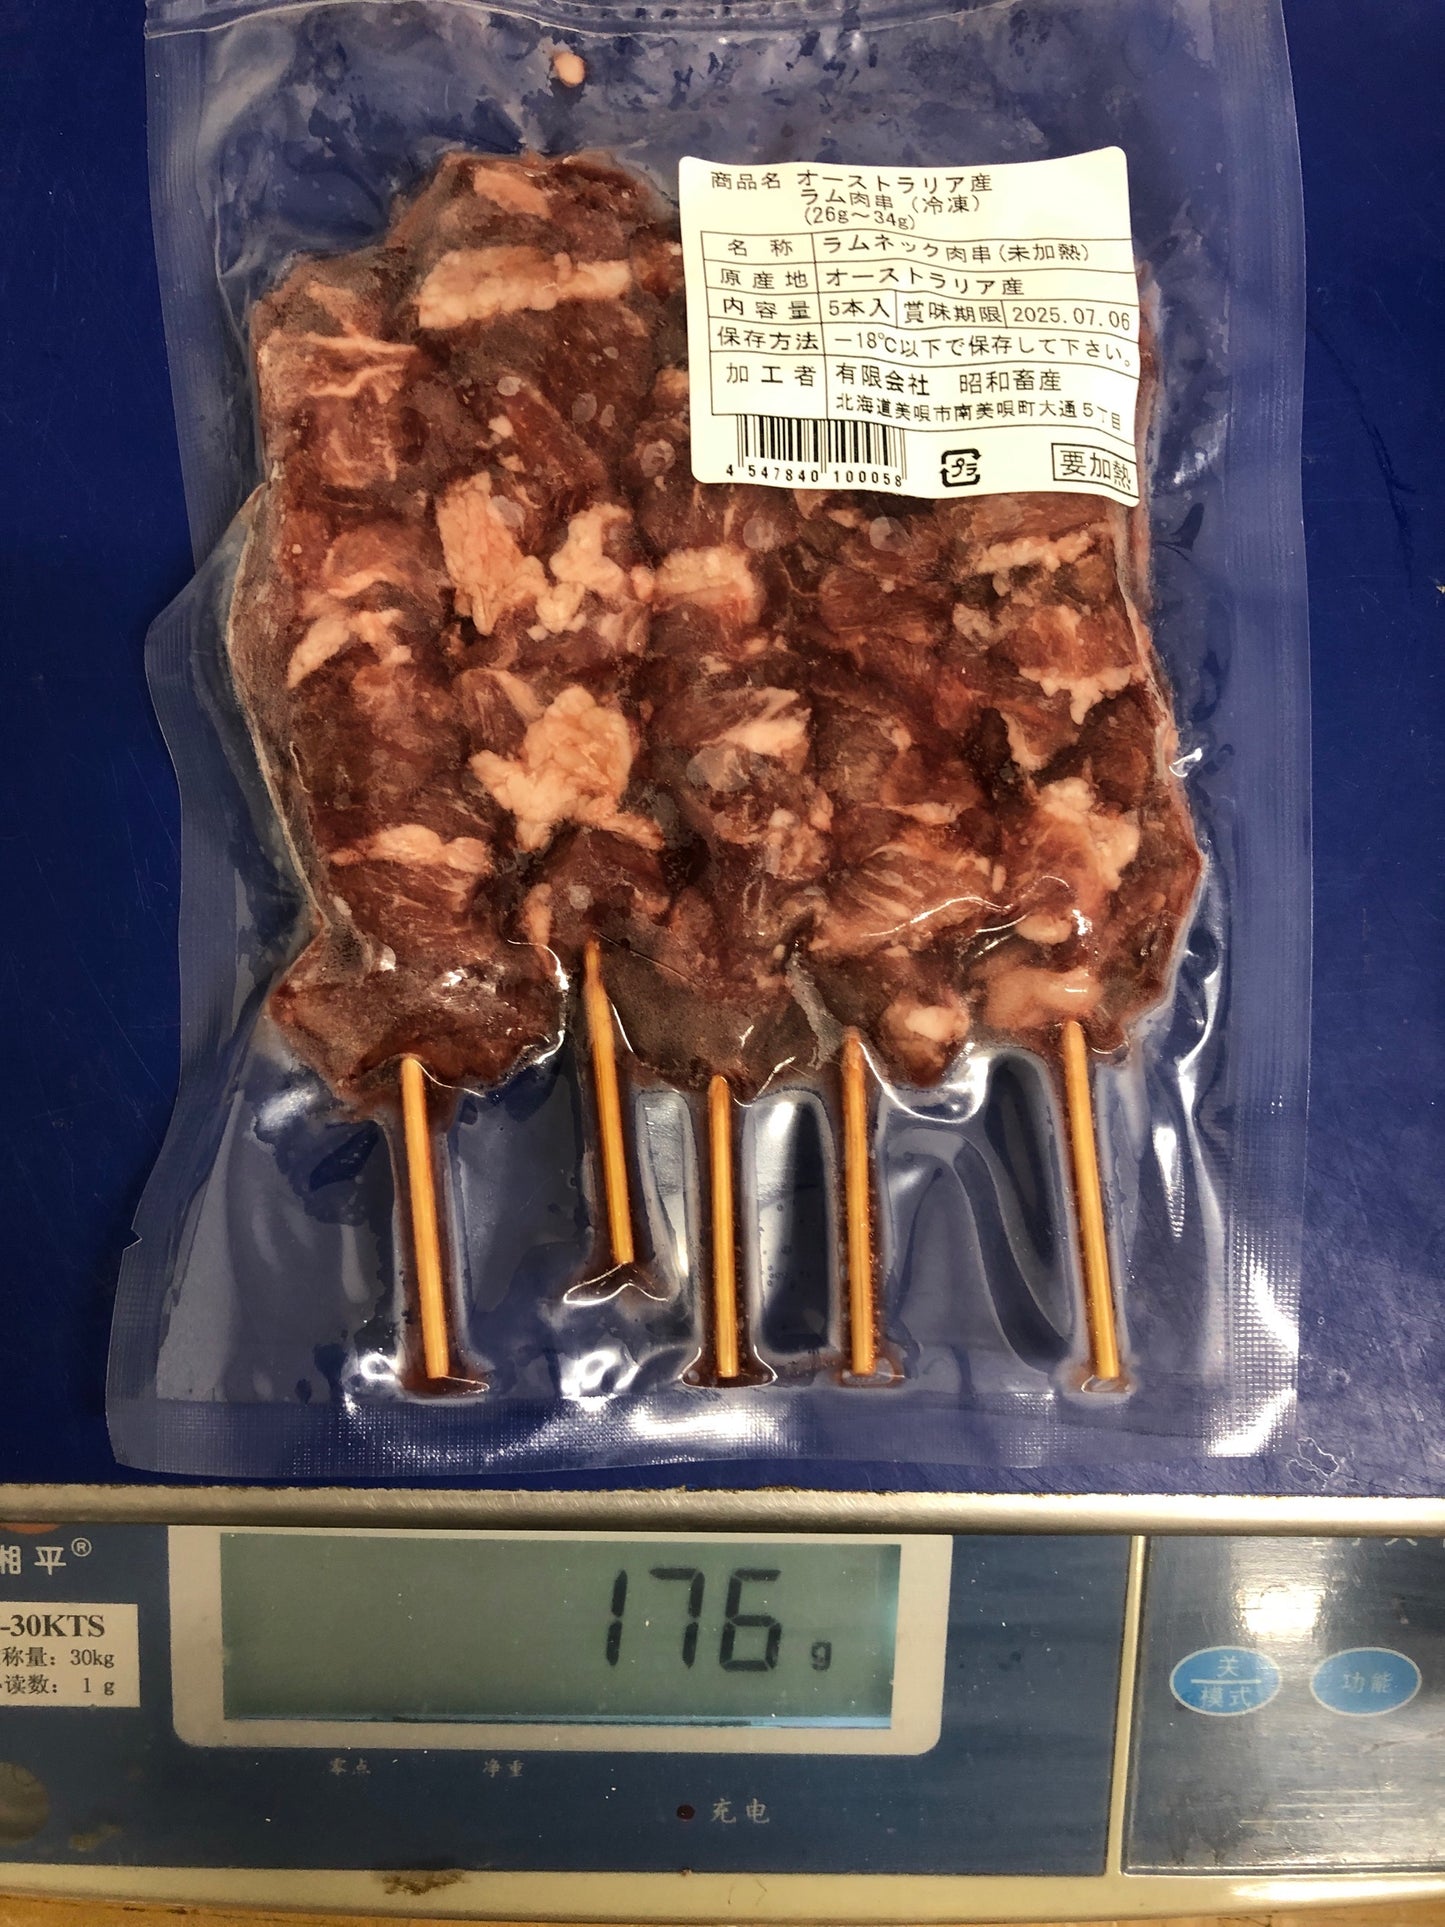 商品名 オーストラリア産
ラム肉串（冷凍）
（26g～34g）
名称 ラムネック肉串（未加熱）
原産地 オーストラリア産
内容量 5本入 賞味期限 2025.07.06
保存方法 －18℃以下で保存して下さい。
加工者 有限会社 昭和畜産
北海道美唄市南美唄町大通5丁目
4 547840 100058
プラ
要加熱
湘平®
-30KTS
称量：30kg
读数：1 g
176 g
零点 净重
充电
关
模式
功能